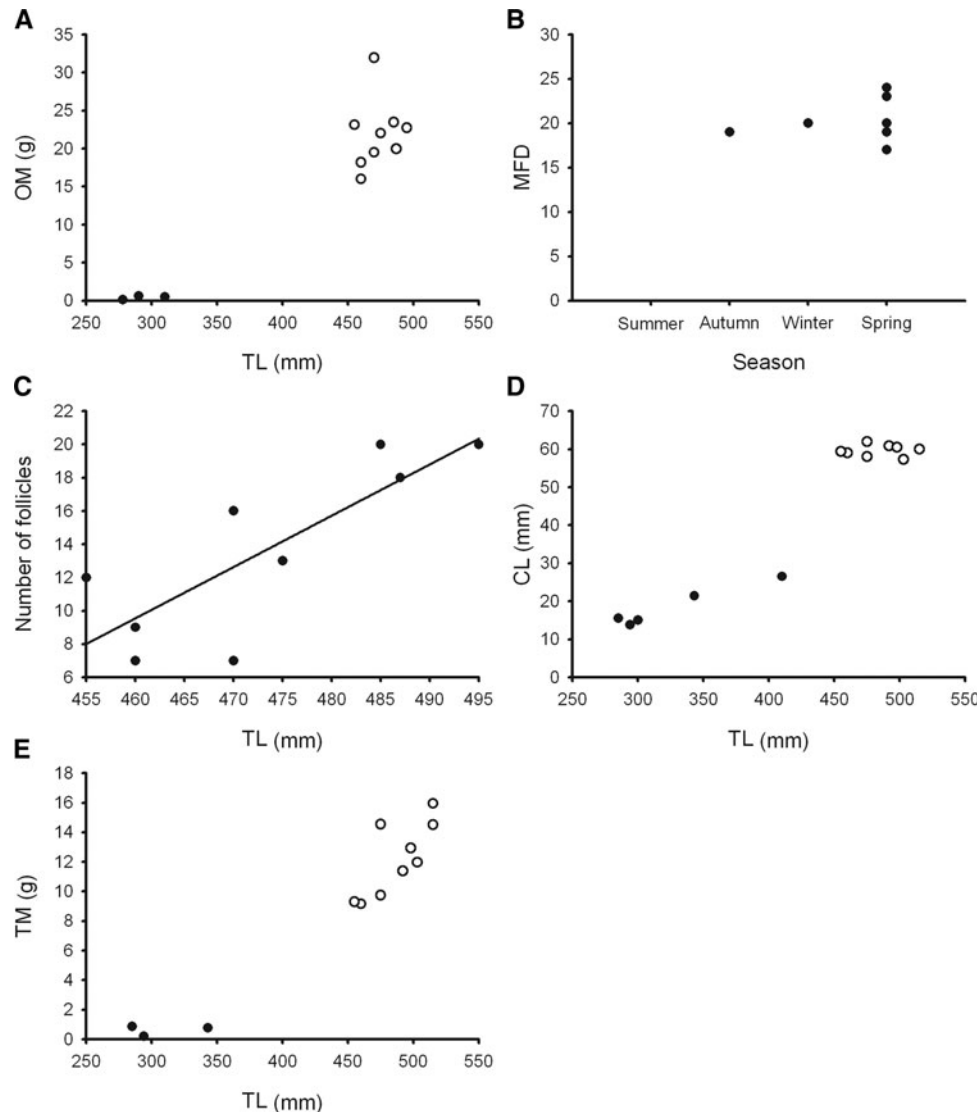 A
35
30
25
20
15
10
5
0
OM (g)
250 300 350 400 450 500 550
TL (mm)
B
30
25
20
15
10
5
0
MFD
Summer Autumn Winter Spring
Season
C
22
20
18
16
14
12
10
8
6
Number of follicles
455 460 465 470 475 480 485 490 495
TL (mm)
D
70
60
50
40
30
20
10
0
CL (mm)
250 300 350 400 450 500 550
TL (mm)
E
18
16
14
12
10
8
6
4
2
0
TM (g)
250 300 350 400 450 500 550
TL (mm)